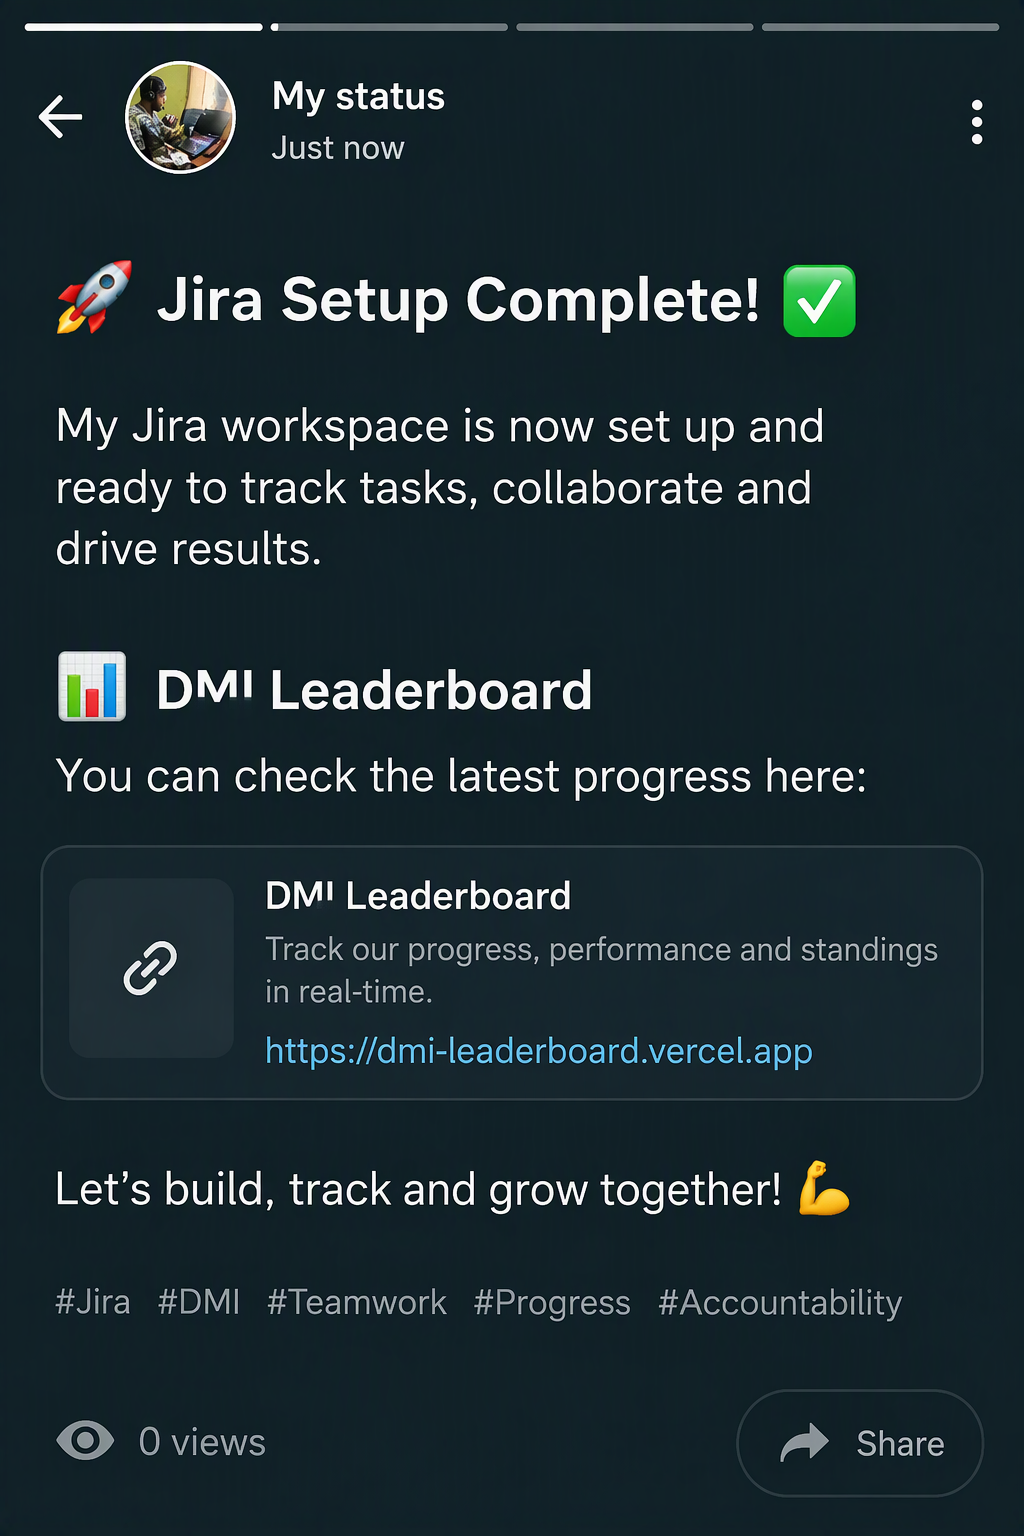 My status
Just now
🚀 Jira Setup Complete! ✅
My Jira workspace is now set up and
ready to track tasks, collaborate and
drive results.
📊 DMI Leaderboard
You can check the latest progress here:
DMI Leaderboard
Track our progress, performance and standings
in real-time.
https://dmi-leaderboard.vercel.app
Let’s build, track and grow together! 💪
#Jira #DMI #Teamwork #Progress #Accountability
0 views
Share